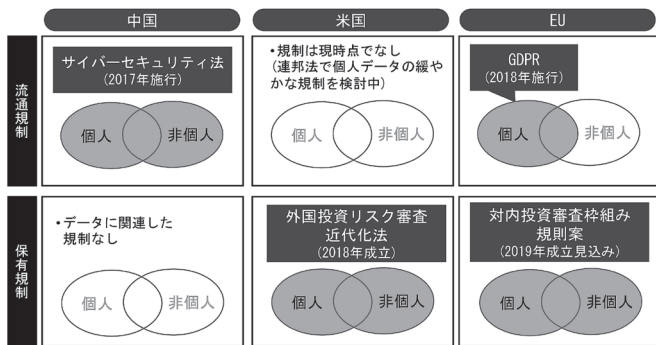 中国
米国
EU
流通規制
サイバーセキュリティ法
(2017年施行)
個人
非個人
・規制は現時点でなし
(連邦法で個人データの緩や
かな規制を検討中)
個人
非個人
GDPR
(2018年施行)
個人
非個人
保有規制
・データに関連した
規制なし
個人
非個人
外国投資リスク審査
近代化法
(2018年成立)
個人
非個人
対内投資審査枠組み
規則案
(2019年成立見込み)
個人
非個人